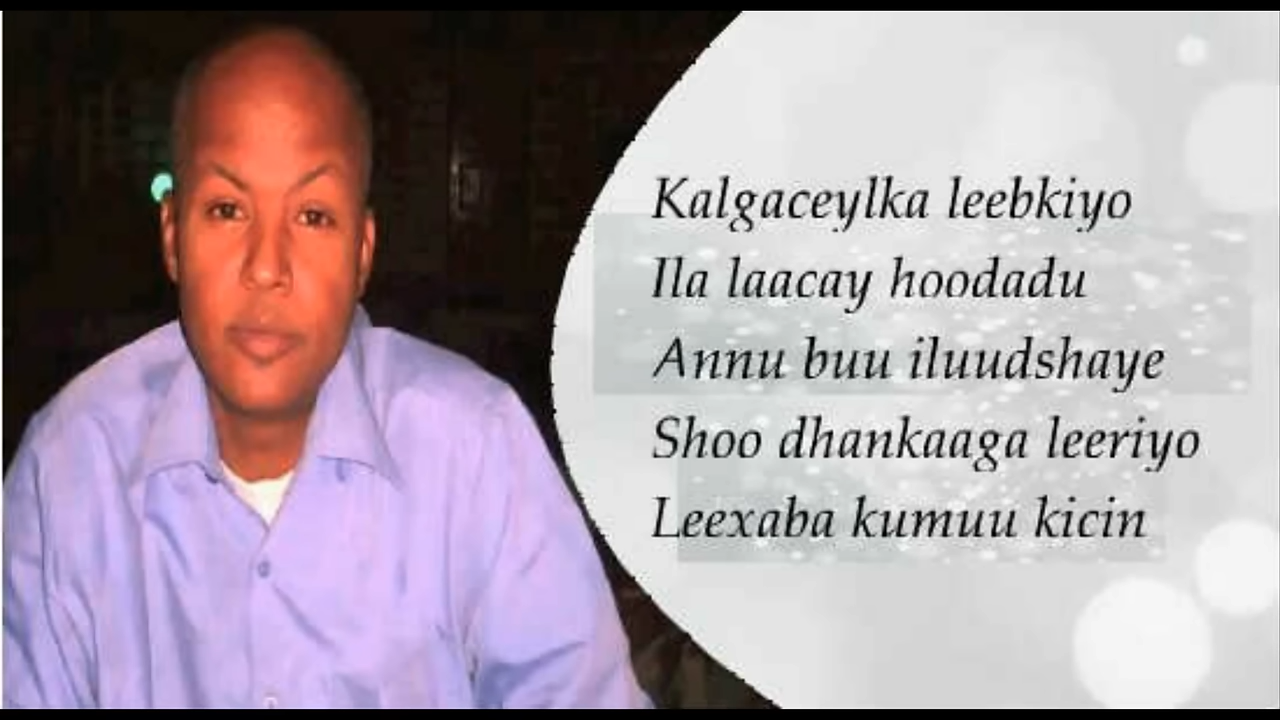 Kalgaceylka leebkiyo
Ila laacay hoodadu
Annu buu iluudshaye
Shoo dhankaaga leeriyo
Leexaba kumuu kicin